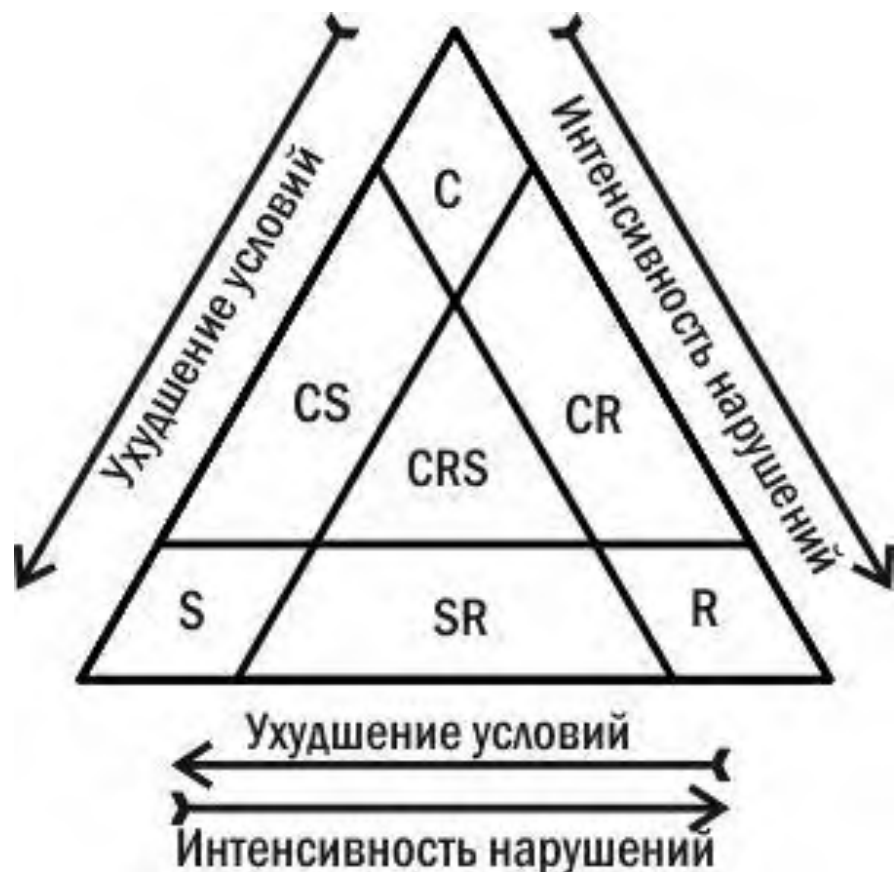 Ухудшение условий
Интенсивность нарушений
C
CS
CR
CRS
S
SR
R
Ухудшение условий
Интенсивность нарушений